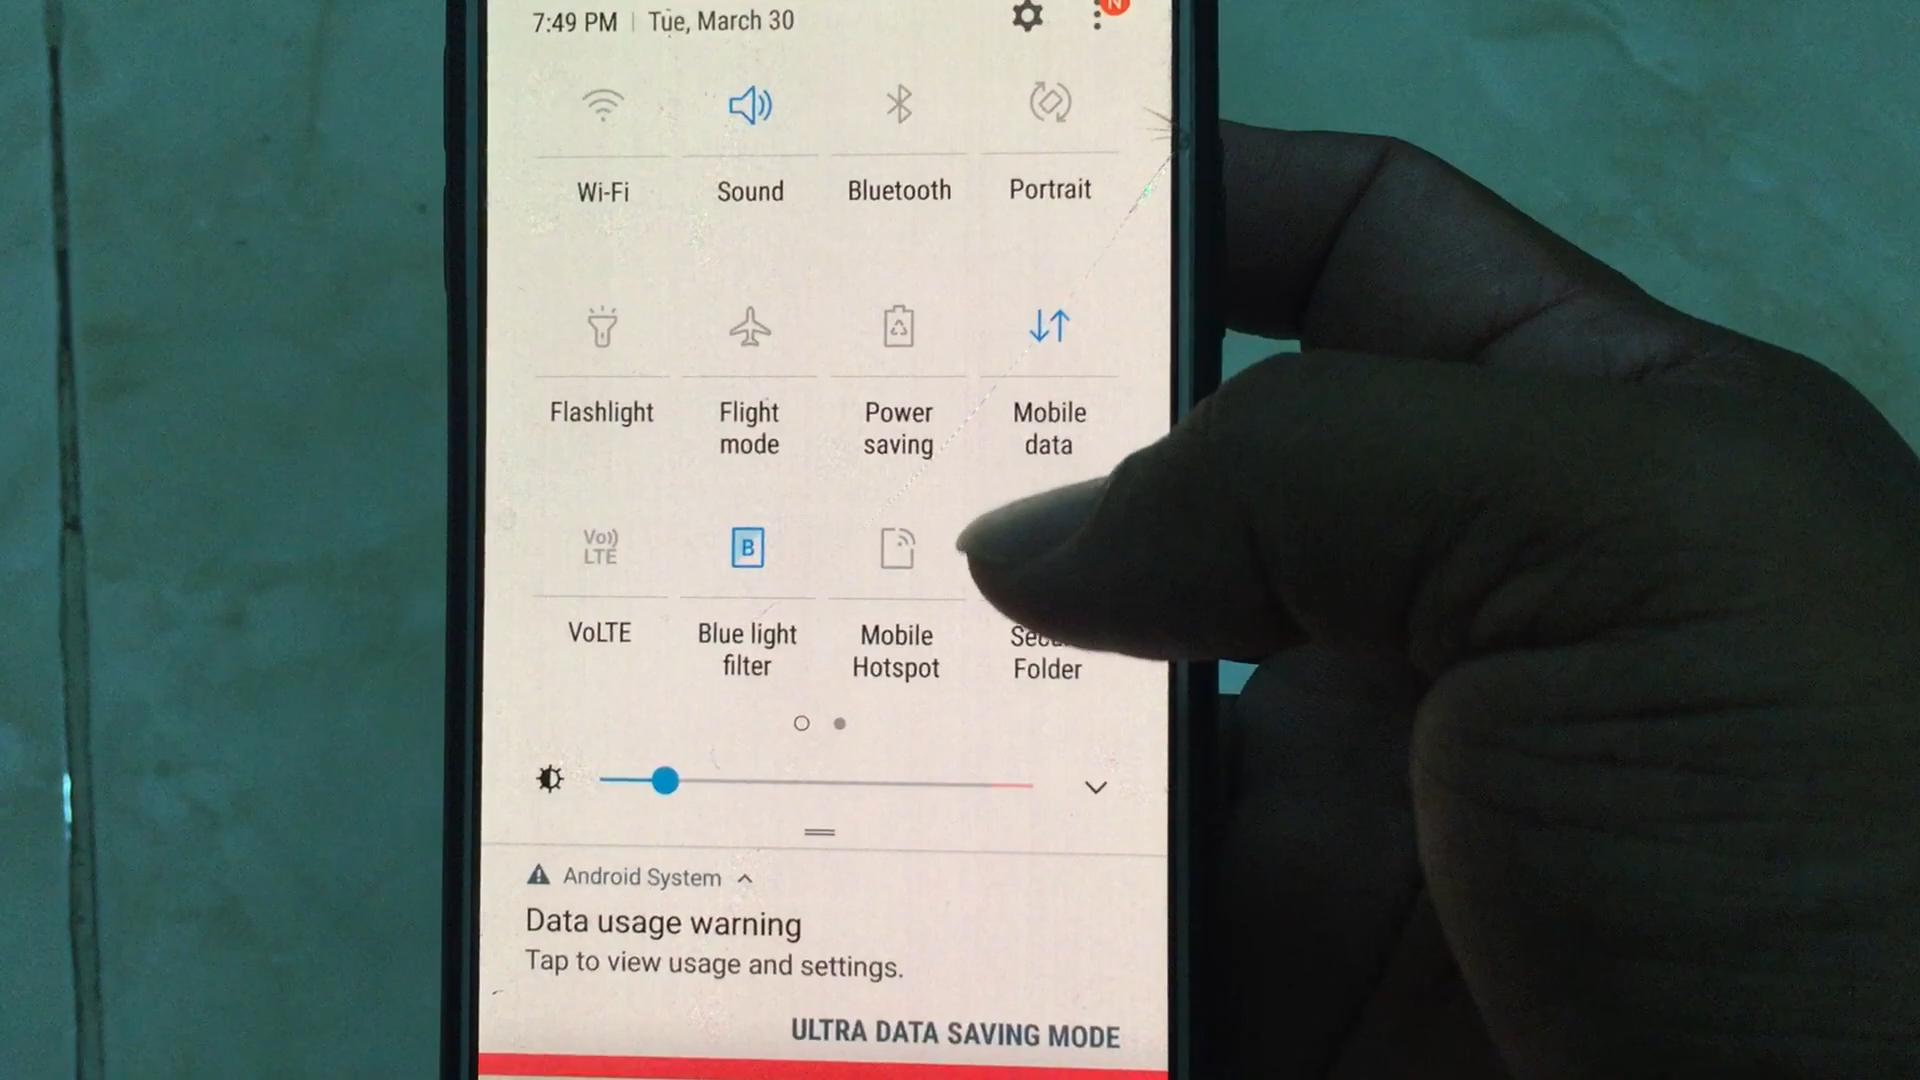 7:49 PM | Tue, March 30
N
Wi-Fi
Sound
Bluetooth
Portrait
Flashlight
Flight
mode
Power
saving
Mobile
data
Vo))
LTE
B
VoLTE
Blue light
filter
Mobile
Hotspot
Folder
Android System
Data usage warning
Tap to view usage and settings.
ULTRA DATA SAVING MODE